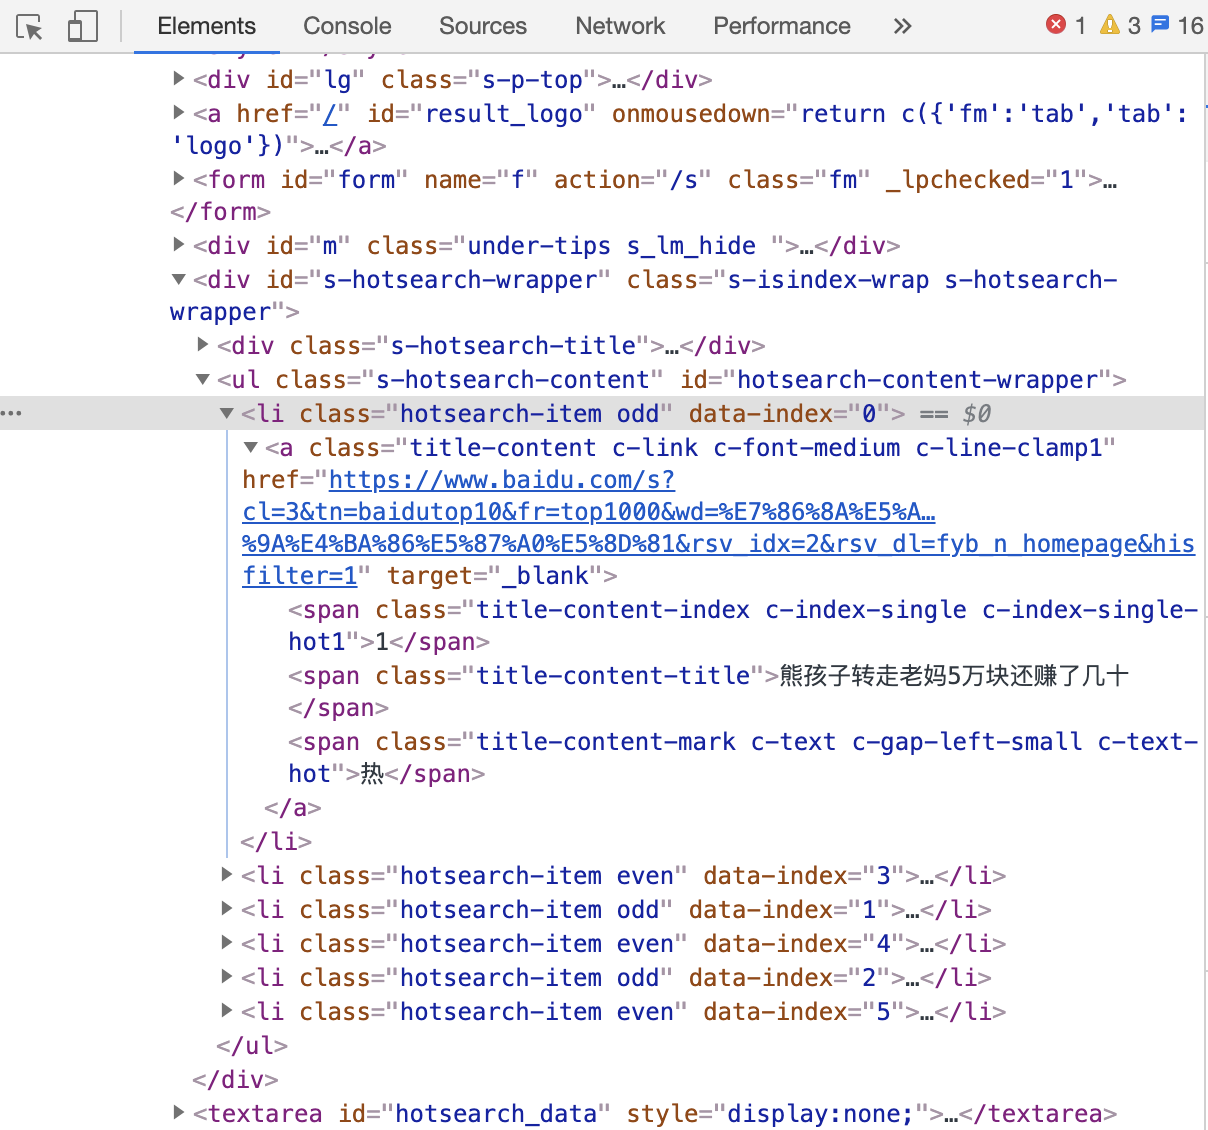 Elements Console Sources Network Performance 1 3 16
<div id="lg" class="s-p-top">…</div>
<a href="/" id="result_logo" onmousedown="return c({'fm':'tab','tab':
'logo'})">…</a>
<form id="form" name="f" action="/s" class="fm" _lpchecked="1">…
</form>
<div id="m" class="under-tips s_lm_hide ">…</div>
<div id="s-hotsearch-wrapper" class="s-isindex-wrap s-hotsearch-
wrapper">
<div class="s-hotsearch-title">…</div>
<ul class="s-hotsearch-content" id="hotsearch-content-wrapper">
<li class="hotsearch-item odd" data-index="0"> == $0
<a class="title-content c-link c-font-medium c-line-clamp1"
href="https://www.baidu.com/s?
cl=3&tn=baidutop10&fr=top1000&wd=%E7%86%8A%E5%A…
%9A%E4%BA%86%E5%87%A0%E5%8D%81&rsv_idx=2&rsv_dl=fyb_n_homepage&his
filter=1" target="_blank">
<span class="title-content-index c-index-single c-index-single-
hot1">1</span>
<span class="title-content-title">熊孩子转走老妈5万块还赚了几十
</span>
<span class="title-content-mark c-text c-gap-left-small c-text-
hot">热</span>
</a>
</li>
<li class="hotsearch-item even" data-index="3">…</li>
<li class="hotsearch-item odd" data-index="1">…</li>
<li class="hotsearch-item even" data-index="4">…</li>
<li class="hotsearch-item odd" data-index="2">…</li>
<li class="hotsearch-item even" data-index="5">…</li>
</ul>
</div>
<textarea id="hotsearch_data" style="display:none;">…</textarea>